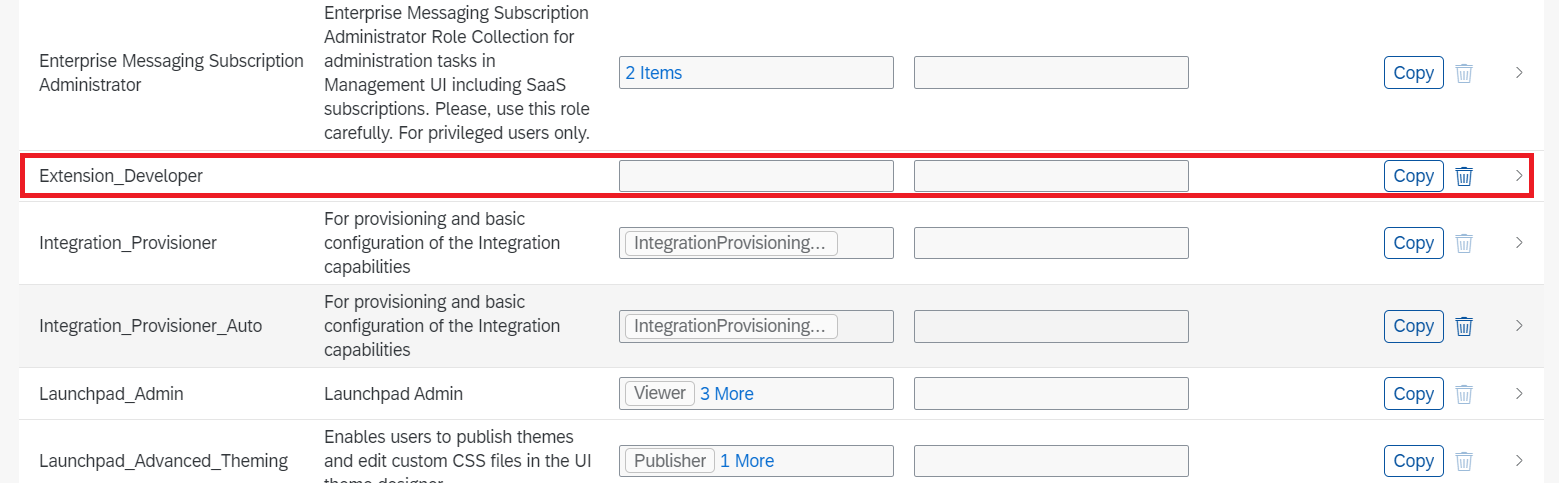 Enterprise Messaging Subscription
Administrator
Enterprise Messaging Subscription
Administrator Role Collection for
administration tasks in
Management UI including SaaS
subscriptions. Please, use this role
carefully. For privileged users only.
2 Items
Copy
Extension_Developer
Copy
Integration_Provisioner
For provisioning and basic
configuration of the Integration
capabilities
IntegrationProvisioning...
Copy
Integration_Provisioner_Auto
For provisioning and basic
configuration of the Integration
capabilities
IntegrationProvisioning...
Copy
Launchpad_Admin
Launchpad Admin
Viewer 3 More
Copy
Launchpad_Advanced_Theming
Enables users to publish themes
and edit custom CSS files in the UI
theme designer
Publisher 1 More
Copy